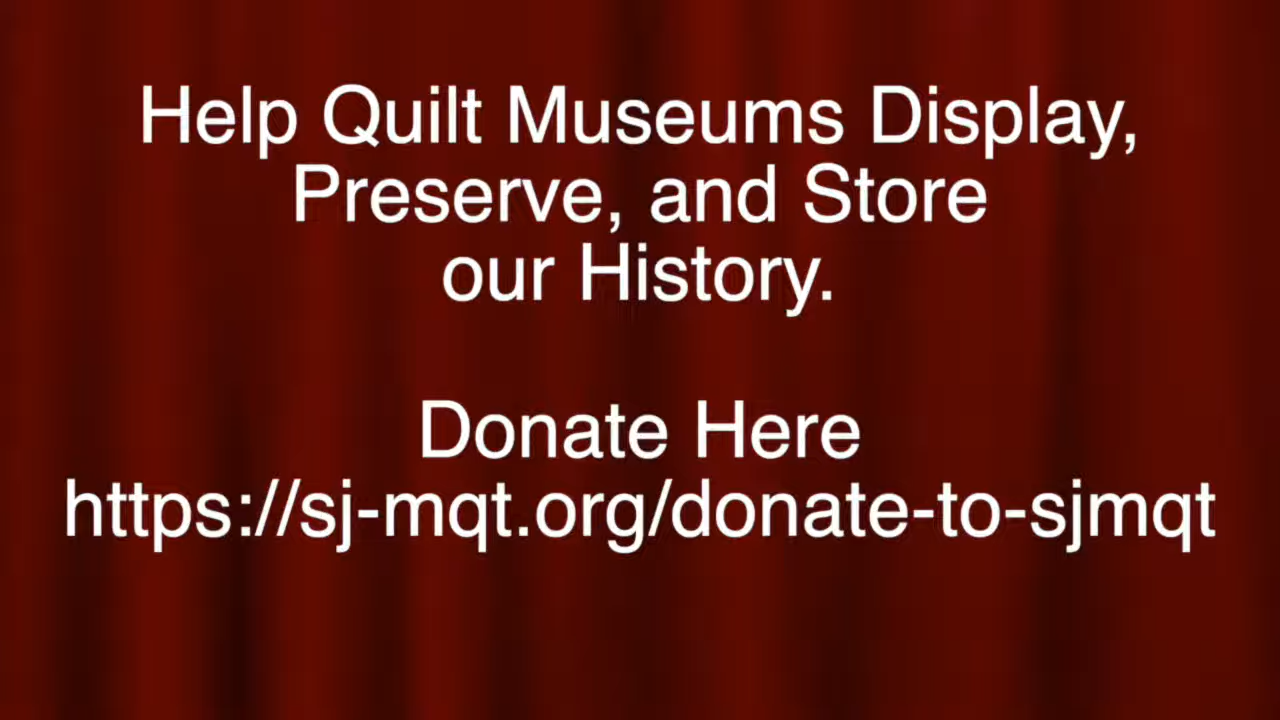 Help Quilt Museums Display,
Preserve, and Store
our History.
Donate Here
https://sj-mqt.org/donate-to-sjmqt